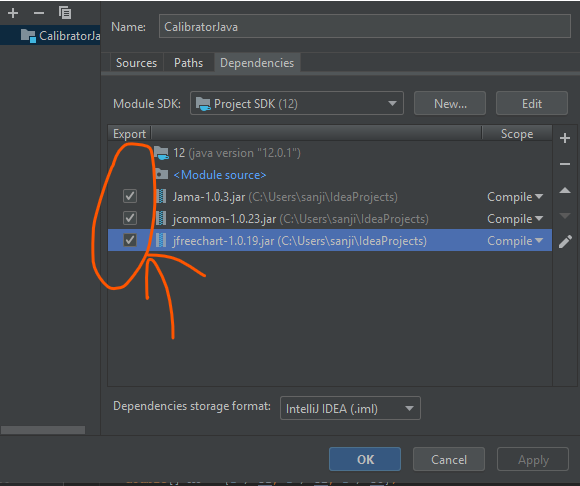 Name: CalibratorJava
CalibratorJa
Sources Paths Dependencies
Module SDK: Project SDK (12) New... Edit
Export Scope
12 (java version "12.0.1")
<Module source>
Jama-1.0.3.jar (C:\Users\sanji\IdeaProjects) Compile
jcommon-1.0.23.jar (C:\Users\sanji\IdeaProjects) Compile
jfreechart-1.0.19.jar (C:\Users\sanji\IdeaProjects) Compile
Dependencies storage format: IntelliJ IDEA (.iml)
OK Cancel Apply